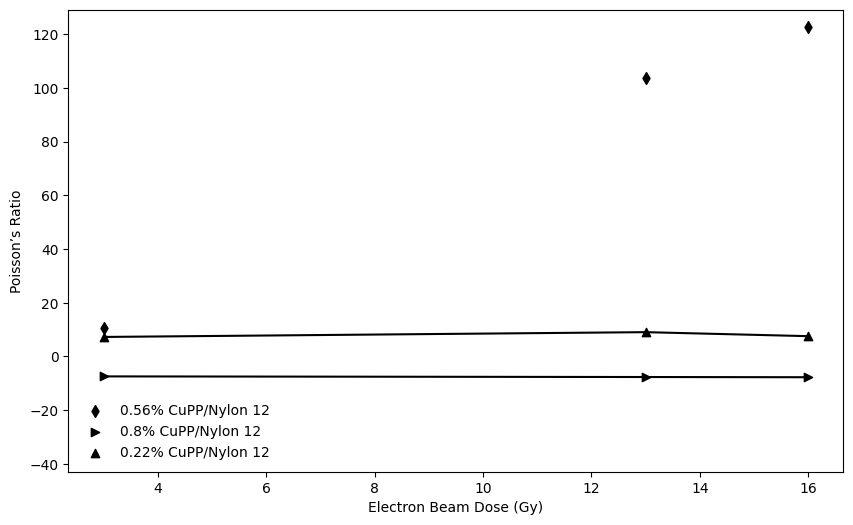 120
100
80
60
40
20
0
−20
−40
Poisson’s Ratio
0.56% CuPP/Nylon 12
0.8% CuPP/Nylon 12
0.22% CuPP/Nylon 12
4 6 8 10 12 14 16
Electron Beam Dose (Gy)